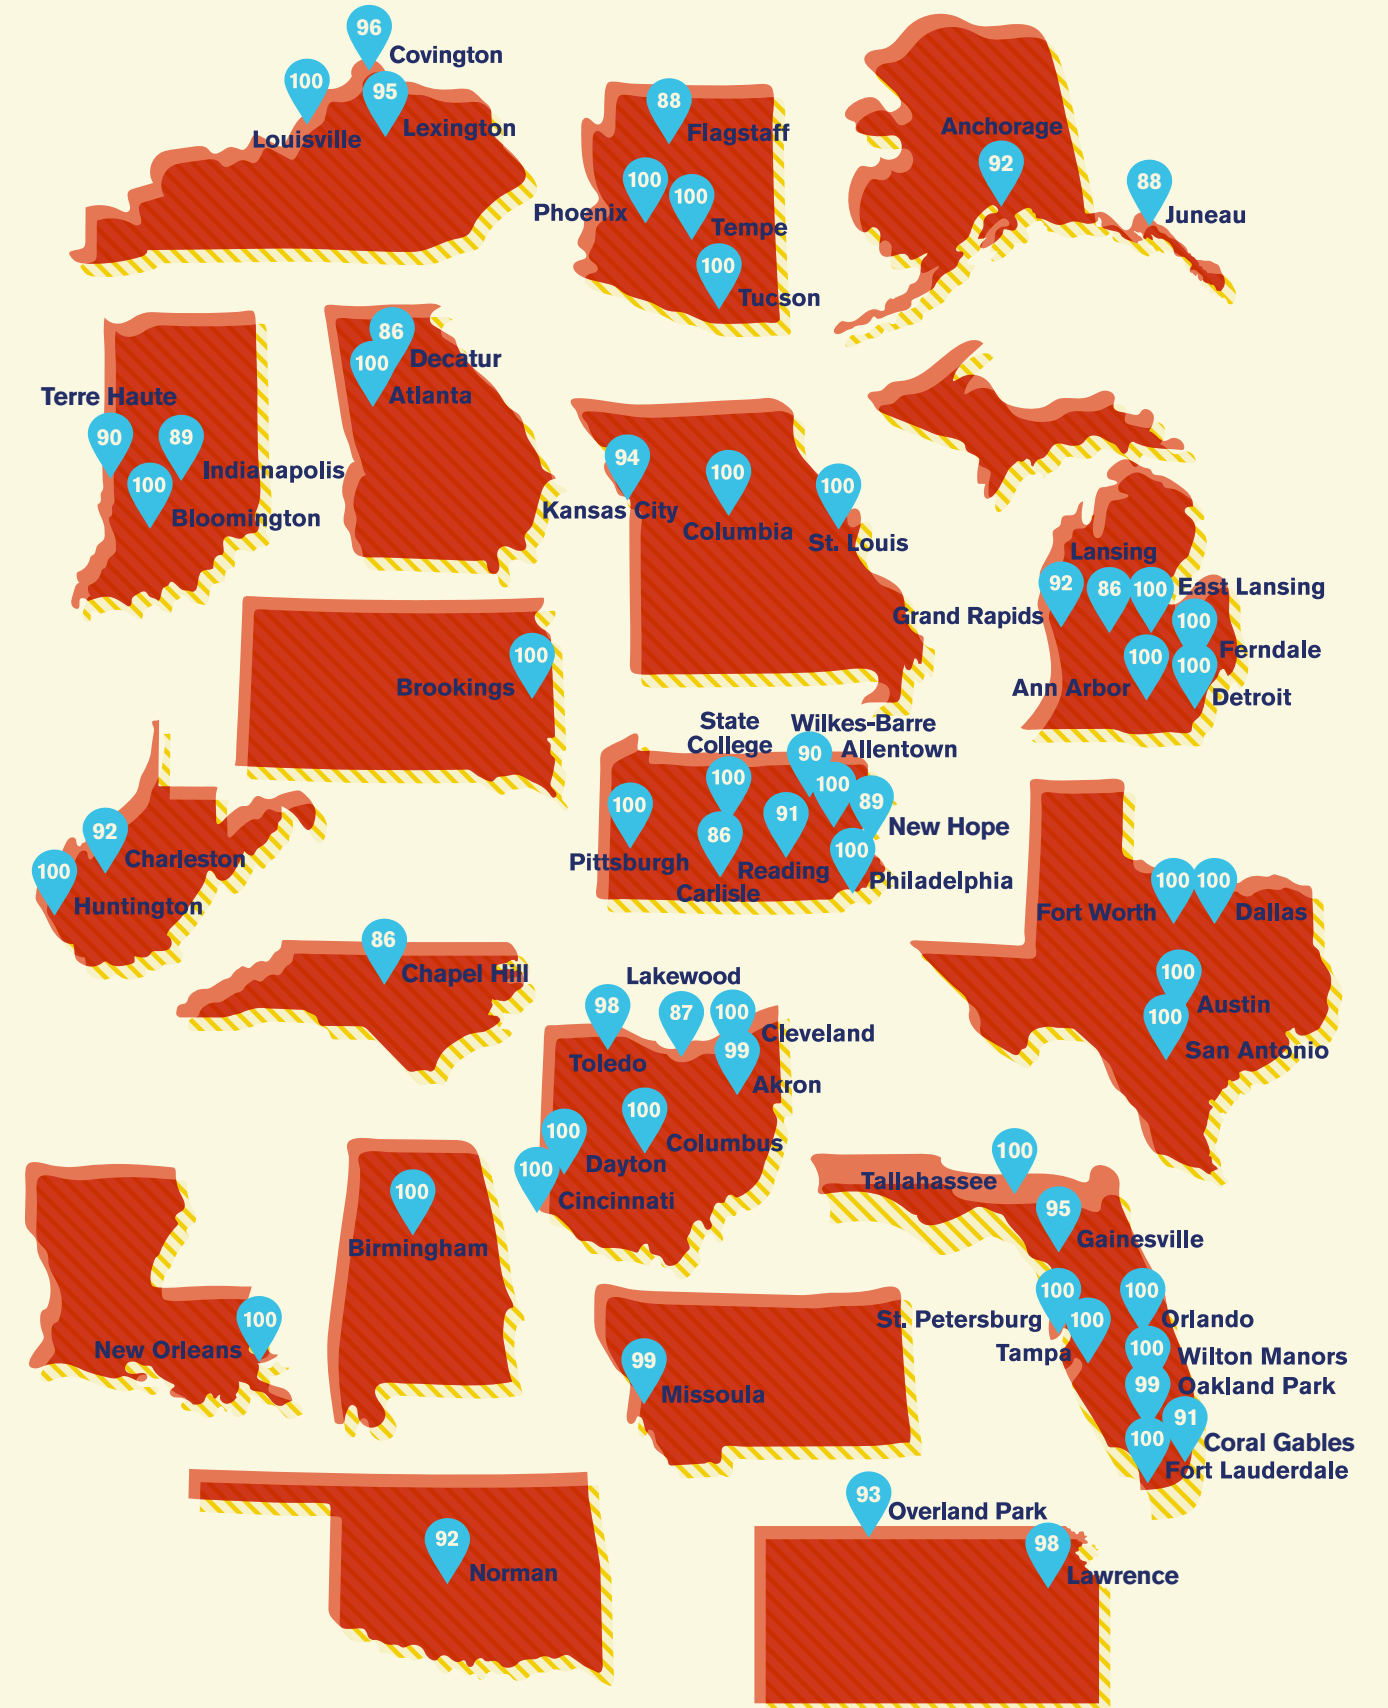 96
Covington
100
Louisville
95
Lexington
88
Flagstaff
100
Phoenix
100
Tempe
100
Tucson
Anchorage
92
88
Juneau
Terre Haute
90
89
Indianapolis
100
Bloomington
86
Decatur
100
Atlanta
94
Kansas City
100
Columbia
100
St. Louis
Lansing
92
86
100
East Lansing
Grand Rapids
100
Ferndale
100
Ann Arbor
100
Detroit
100
Brookings
State
College
100
Wilkes-Barre
90
Allentown
100
89
New Hope
100
Pittsburgh
86
Carlisle
91
Reading
100
Philadelphia
92
Charleston
100
Huntington
86
Chapel Hill
100
Fort Worth
100
Dallas
100
Austin
100
San Antonio
98
Toledo
Lakewood
87
100
Cleveland
99
Akron
100
Columbus
100
Dayton
100
Cincinnati
100
New Orleans
100
Birmingham
100
Tallahassee
95
Gainesville
100
St. Petersburg
100
Tampa
100
Orlando
100
Wilton Manors
99
Oakland Park
91
Coral Gables
100
Fort Lauderdale
99
Missoula
92
Norman
93
Overland Park
98
Lawrence